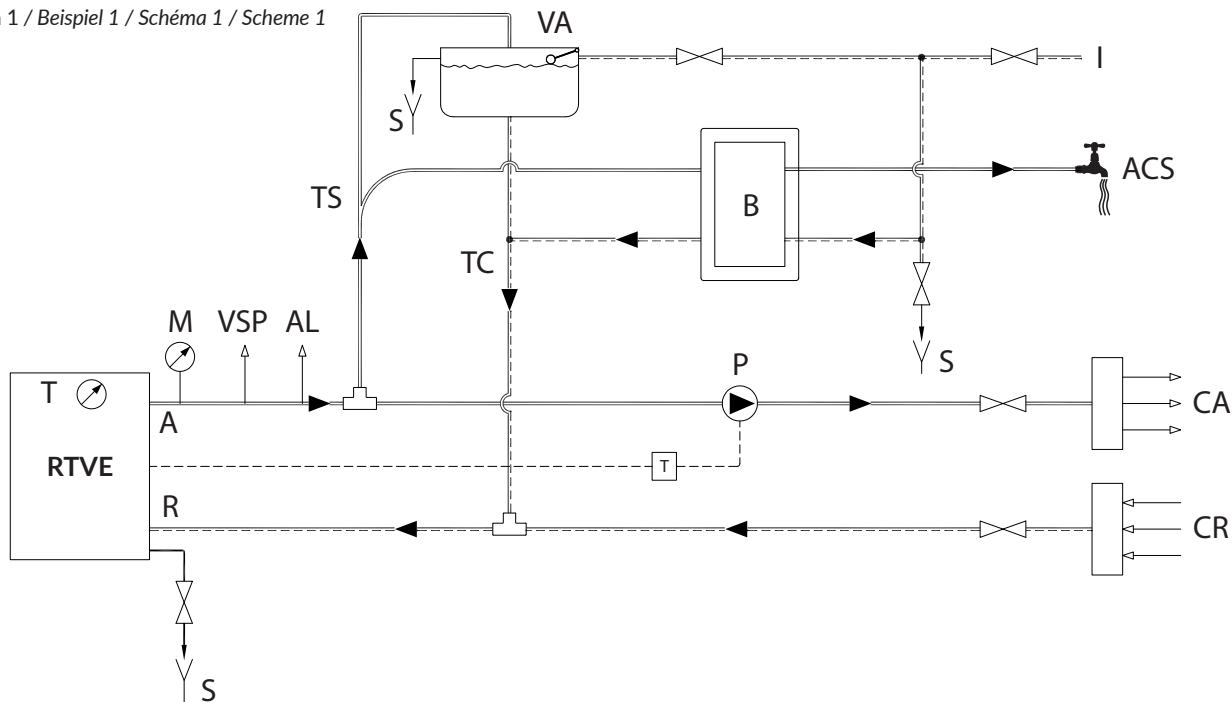 1 / Beispiel 1 / Schéma 1 / Scheme 1
VA
I
S
ACS
TS
B
TC
M VSP AL
S
P
T
A
CA
RTVE
T
R
CR
S